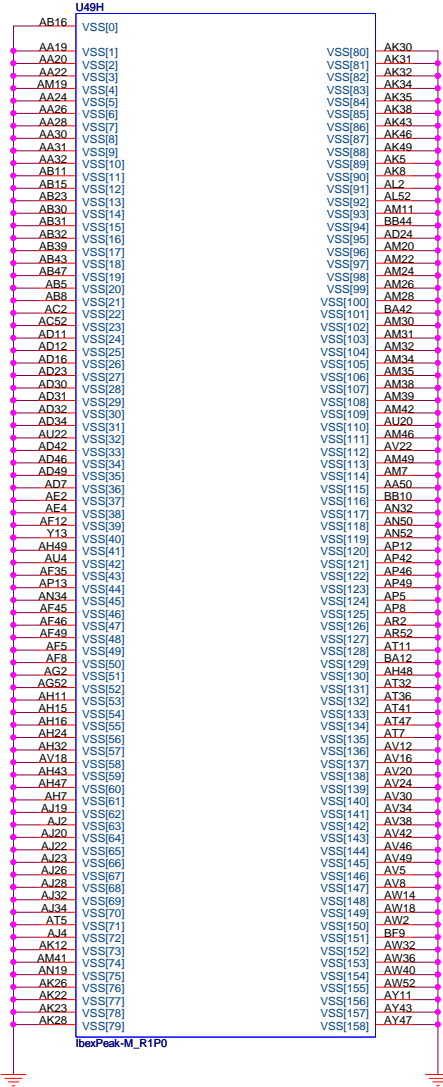 U49H
AB16 VSS[0]
AA19 VSS[1] VSS[80] AK30
AA20 VSS[2] VSS[81] AK31
AA22 VSS[3] VSS[82] AK32
AM19 VSS[4] VSS[83] AK34
AA24 VSS[5] VSS[84] AK35
AA26 VSS[6] VSS[85] AK38
AA28 VSS[7] VSS[86] AK43
AA30 VSS[8] VSS[87] AK46
AA31 VSS[9] VSS[88] AK49
AA32 VSS[10] VSS[89] AK5
AB11 VSS[11] VSS[90] AK8
AB15 VSS[12] VSS[91] AL2
AB23 VSS[13] VSS[92] AL52
AB30 VSS[14] VSS[93] AM11
AB31 VSS[15] VSS[94] BB44
AB32 VSS[16] VSS[95] AD24
AB39 VSS[17] VSS[96] AM20
AB43 VSS[18] VSS[97] AM22
AB47 VSS[19] VSS[98] AM24
AB5 VSS[20] VSS[99] AM26
AB8 VSS[21] VSS[100] AM28
AC2 VSS[22] VSS[101] BA42
AC52 VSS[23] VSS[102] AM30
AD11 VSS[24] VSS[103] AM31
AD12 VSS[25] VSS[104] AM32
AD16 VSS[26] VSS[105] AM34
AD23 VSS[27] VSS[106] AM35
AD30 VSS[28] VSS[107] AM38
AD31 VSS[29] VSS[108] AM39
AD32 VSS[30] VSS[109] AM42
AD34 VSS[31] VSS[110] AU20
AU22 VSS[32] VSS[111] AM46
AD42 VSS[33] VSS[112] AV22
AD46 VSS[34] VSS[113] AM49
AD49 VSS[35] VSS[114] AM7
AD7 VSS[36] VSS[115] AA50
AE2 VSS[37] VSS[116] BB10
AE4 VSS[38] VSS[117] AN32
AF12 VSS[39] VSS[118] AN50
Y13 VSS[40] VSS[119] AN52
AH49 VSS[41] VSS[120] AP12
AU4 VSS[42] VSS[121] AP42
AF35 VSS[43] VSS[122] AP46
AP13 VSS[44] VSS[123] AP49
AN34 VSS[45] VSS[124] AP5
AF45 VSS[46] VSS[125] AP8
AF46 VSS[47] VSS[126] AR2
AF49 VSS[48] VSS[127] AR52
AF5 VSS[49] VSS[128] AT11
AF8 VSS[50] VSS[129] BA12
AG2 VSS[51] VSS[130] AH48
AG52 VSS[52] VSS[131] AT32
AH11 VSS[53] VSS[132] AT36
AH15 VSS[54] VSS[133] AT41
AH16 VSS[55] VSS[134] AT47
AH24 VSS[56] VSS[135] AT7
AH32 VSS[57] VSS[136] AV12
AV18 VSS[58] VSS[137] AV16
AH43 VSS[59] VSS[138] AV20
AH47 VSS[60] VSS[139] AV24
AH7 VSS[61] VSS[140] AV30
AJ19 VSS[62] VSS[141] AV34
AJ2 VSS[63] VSS[142] AV38
AJ20 VSS[64] VSS[143] AV42
AJ22 VSS[65] VSS[144] AV46
AJ23 VSS[66] VSS[145] AV49
AJ26 VSS[67] VSS[146] AV5
AJ28 VSS[68] VSS[147] AV8
AJ32 VSS[69] VSS[148] AW14
AJ34 VSS[70] VSS[149] AW18
AT5 VSS[71] VSS[150] AW2
AJ4 VSS[72] VSS[151] BF9
AK12 VSS[73] VSS[152] AW32
AM41 VSS[74] VSS[153] AW36
AN19 VSS[75] VSS[154] AW40
AK26 VSS[76] VSS[155] AW52
AK22 VSS[77] VSS[156] AY11
AK23 VSS[78] VSS[157] AY43
AK28 VSS[79] VSS[158] AY47
IbexPeak-M_R1P0